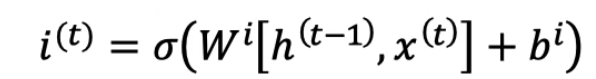 i^(t) = σ(W^i[h^(t−1), x^(t)] + b^i)